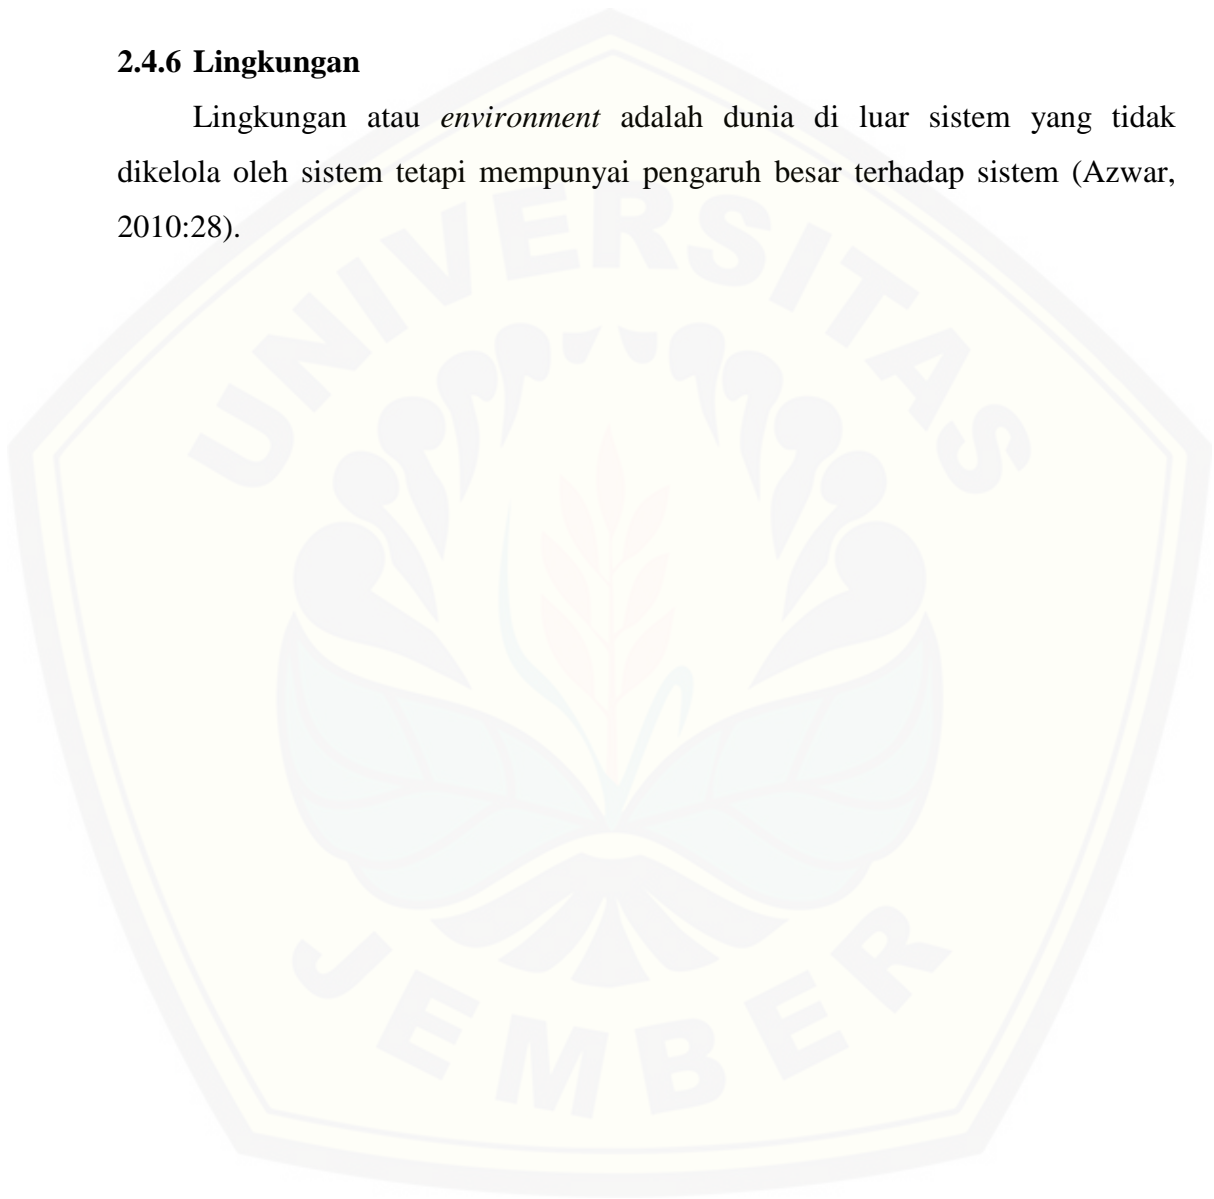 2.4.6 Lingkungan
Lingkungan atau environment adalah dunia di luar sistem yang tidak
dikelola oleh sistem tetapi mempunyai pengaruh besar terhadap sistem (Azwar,
2010:28).
UNIVERSITAS
JEMBER